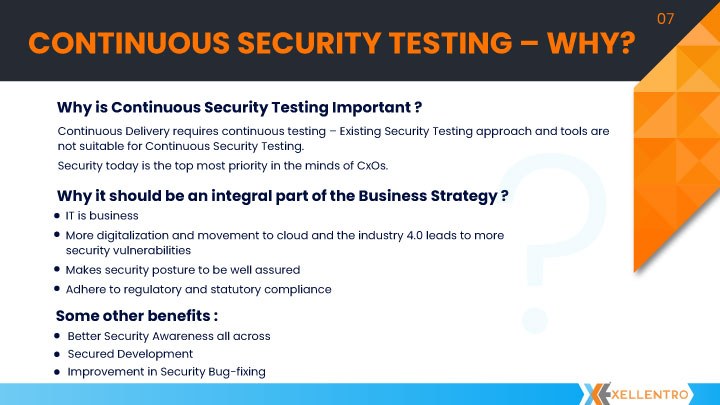 07
CONTINUOUS SECURITY TESTING – WHY?
Why is Continuous Security Testing Important ?
Continuous Delivery requires continuous testing – Existing Security Testing approach and tools are
not suitable for Continuous Security Testing.
Security today is the top most priority in the minds of CxOs.
Why it should be an integral part of the Business Strategy ?
• IT is business
• More digitalization and movement to cloud and the industry 4.0 leads to more
security vulnerabilities
• Makes security posture to be well assured
• Adhere to regulatory and statutory compliance
Some other benefits :
• Better Security Awareness all across
• Secured Development
• Improvement in Security Bug-fixing
?
XELLENTRO